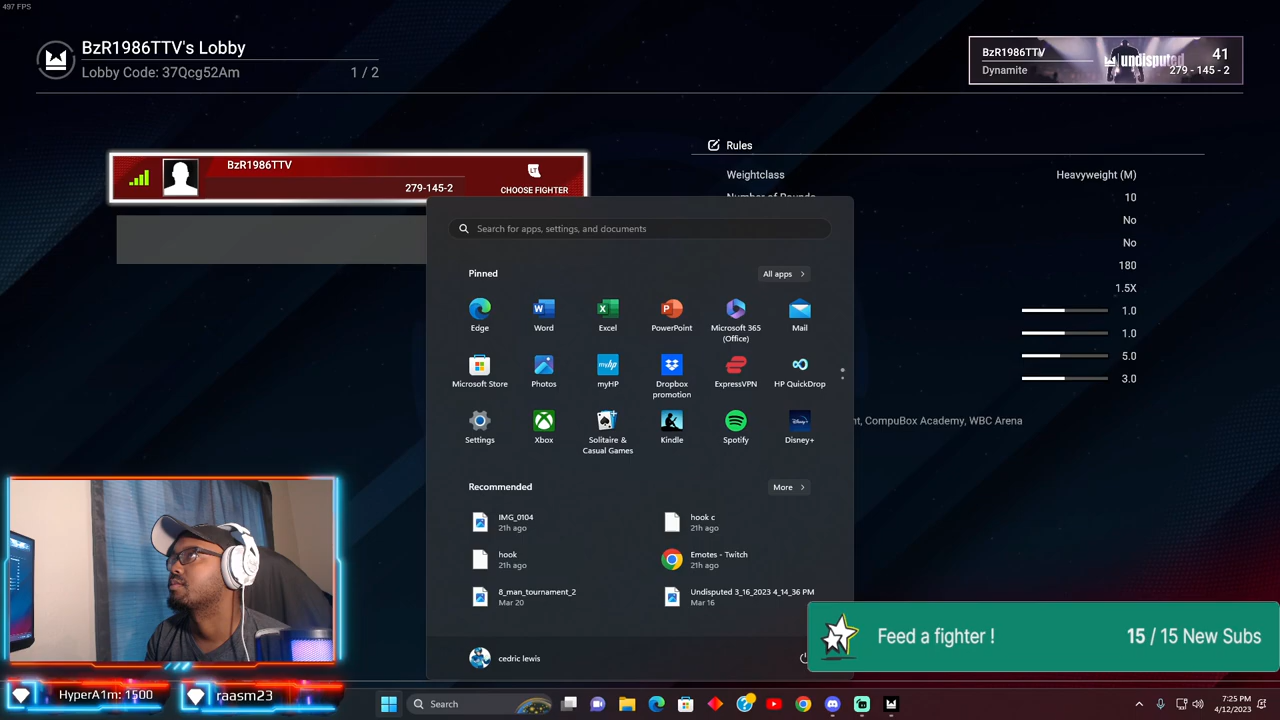 497 FPS
BzR1986TTV's Lobby
Lobby Code: 37Qcg52Am
1 / 2
BzR1986TTV
Dynamite
undisputed
41
279 - 145 - 2
BzR1986TTV
279-145-2
LT
CHOOSE FIGHTER
Rules
Weightclass
Heavyweight (M)
Number of Rounds
10
No
No
180
1.5X
1.0
1.0
5.0
3.0
nt, CompuBox Academy, WBC Arena
Search for apps, settings, and documents
Pinned
All apps
Edge
Word
Excel
PowerPoint
Microsoft 365
(Office)
Mail
Microsoft Store
Photos
myHP
Dropbox
promotion
ExpressVPN
HP QuickDrop
Settings
Xbox
Solitaire &
Casual Games
Kindle
Spotify
Disney+
Recommended
More
IMG_0104
21h ago
hook c
21h ago
hook
21h ago
Emotes - Twitch
21h ago
8_man_tournament_2
Mar 20
Undisputed 3_16_2023 4_14_36 PM
Mar 16
cedric lewis
Feed a fighter !
15 / 15 New Subs
HyperA1m: 1500
raasm23
Search
7:25 PM
4/12/2023